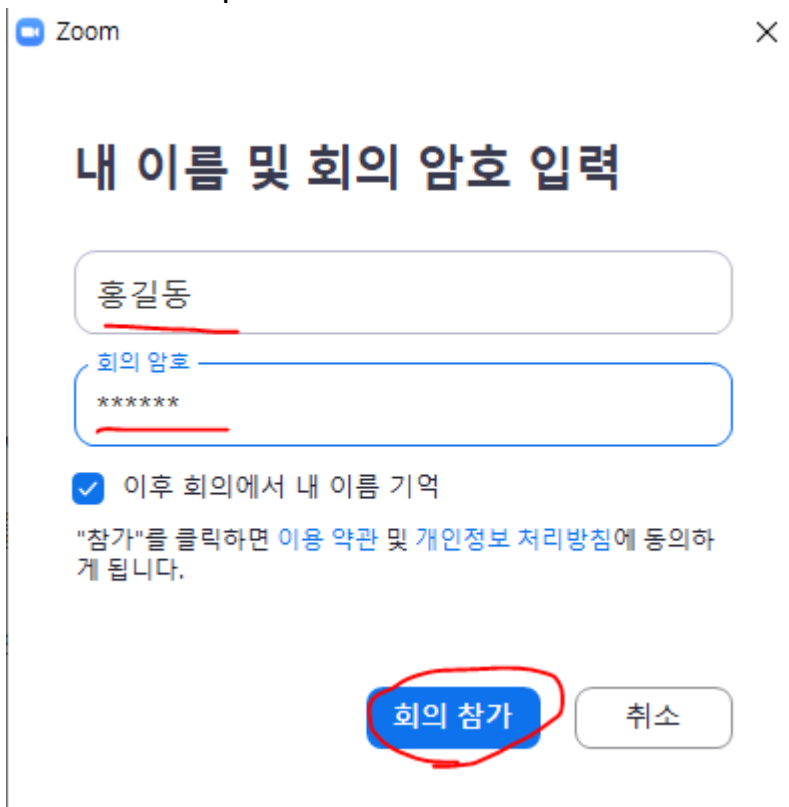 Zoom
내 이름 및 회의 암호 입력
홍길동
회의 암호
******
이후 회의에서 내 이름 기억
"참가"를 클릭하면 이용 약관 및 개인정보 처리방침에 동의하
게 됩니다.
회의 참가
취소